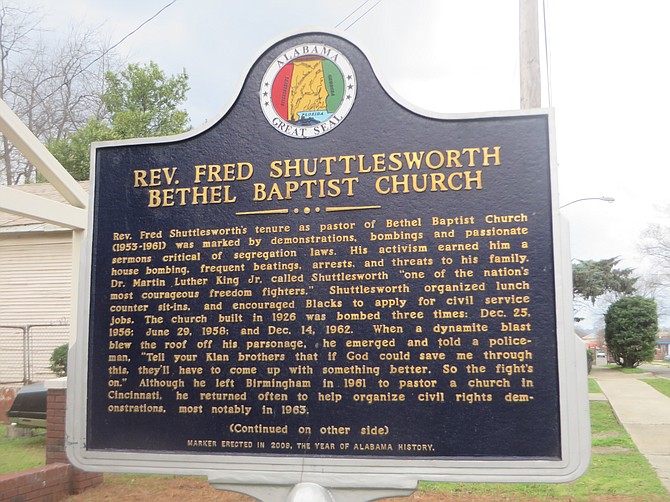 ALABAMA
FLORIDA
GREAT SEAL
REV. FRED SHUTTLESWORTH
BETHEL BAPTIST CHURCH
Rev. Fred Shuttlesworth's tenure as pastor of Bethel Baptist Church
(1953-1961) was marked by demonstrations, bombings and passionate
sermons critical of segregation laws. His activism earned him a
house bombing, frequent beatings, arrests, and threats to his family.
Dr. Martin Luther King Jr. called Shuttlesworth "one of the nation's
most courageous freedom fighters." Shuttlesworth organized lunch
counter sit-ins, and encouraged Blacks to apply for civil service
jobs. The church built in 1926 was bombed three times: Dec. 25,
1956; June 29, 1958; and Dec. 14, 1962. When a dynamite blast
blew the roof off his parsonage, he emerged and told a police-
man, "Tell your Klan brothers that if God could save me through
this, they'll have to come up with something better. So the fight's
on." Although he left Birmingham in 1961 to pastor a church in
Cincinnati, he returned often to help organize civil rights dem-
onstrations, most notably in 1963.
(Continued on other side)
MARKER ERECTED IN 2009, THE YEAR OF ALABAMA HISTORY.